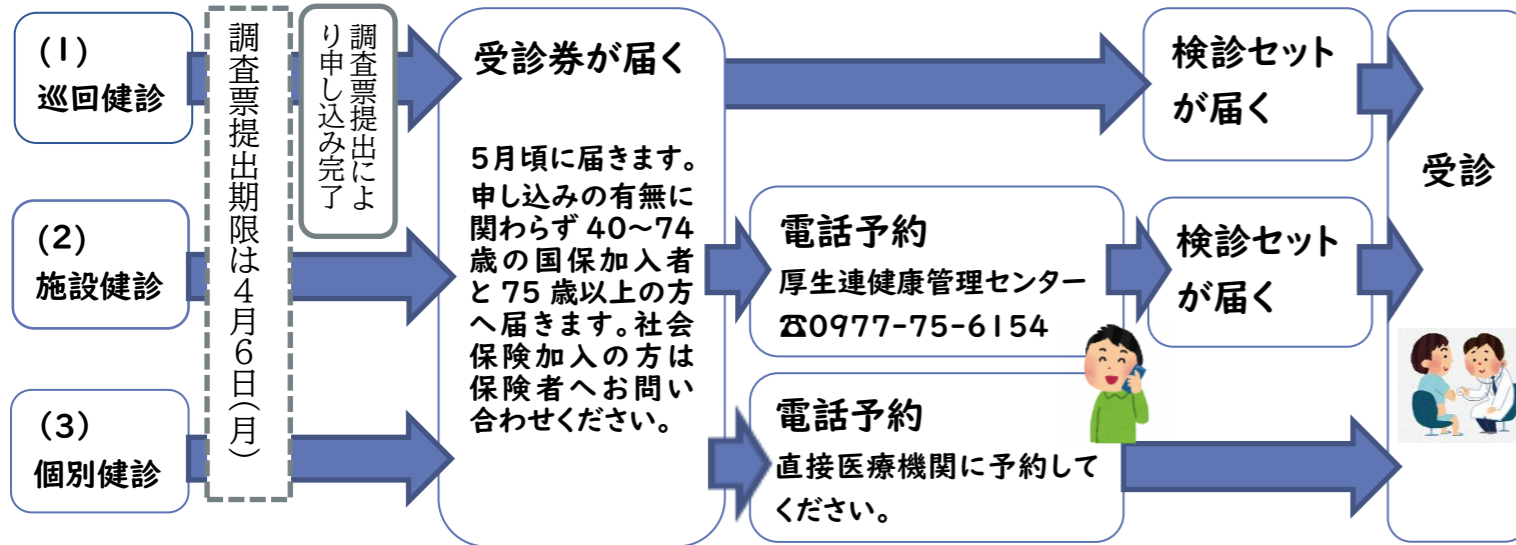 (1)
巡回健診
(2)
施設健診
(3)
個別健診
調査票提出期限は4月6日(月)
調査票提出によ
り申し込み完了
受診券が届く
5月頃に届きます。
申し込みの有無に
関わらず40~74
歳の国保加入者
と75歳以上の方
へ届きます。社会
保険加入の方は
保険者へお問い
合わせください。
電話予約
厚生連健康管理センター
☎0977-75-6154
電話予約
直接医療機関に予約して
ください。
検診セット
が届く
検診セット
が届く
受診